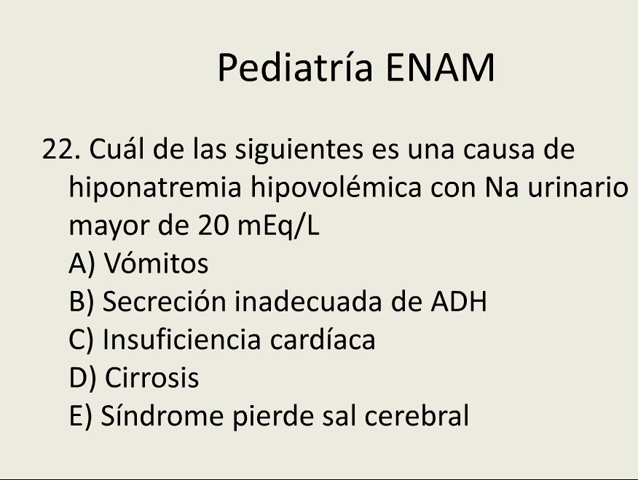 Pediatría ENAM
22. Cuál de las siguientes es una causa de
hiponatremia hipovolémica con Na urinario
mayor de 20 mEq/L
A) Vómitos
B) Secreción inadecuada de ADH
C) Insuficiencia cardíaca
D) Cirrosis
E) Síndrome pierde sal cerebral